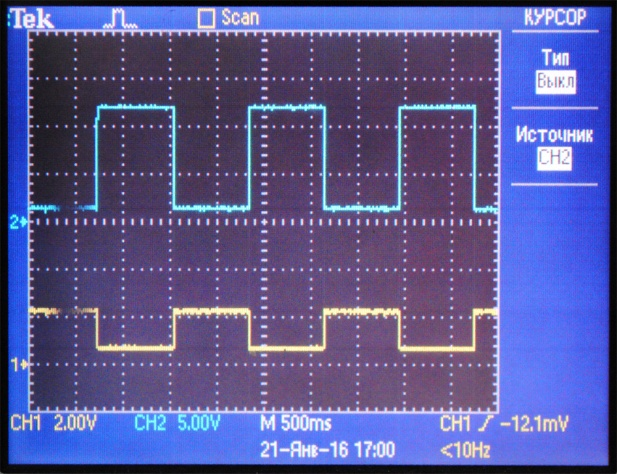 Tek Scan
КУРСОР
Тип
Выкл
Источник
CH2
2
1
CH1 2.00V CH2 5.00V M 500ms CH1 -12.1mV
21-Янв-16 17:00 <10Hz